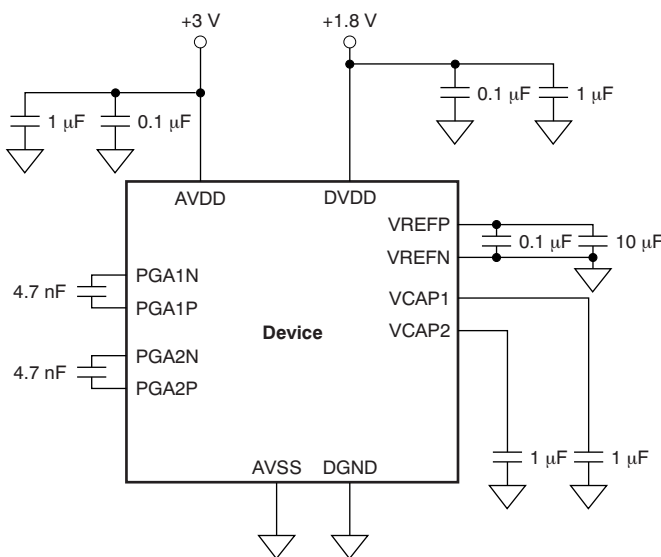 +3 V
+1.8 V
1 μF
0.1 μF
0.1 μF
1 μF
AVDD
DVDD
VREFP
VREFN
0.1 μF
10 μF
PGA1N
4.7 nF
PGA1P
VCAP1
Device
VCAP2
PGA2N
4.7 nF
PGA2P
1 μF
1 μF
AVSS
DGND